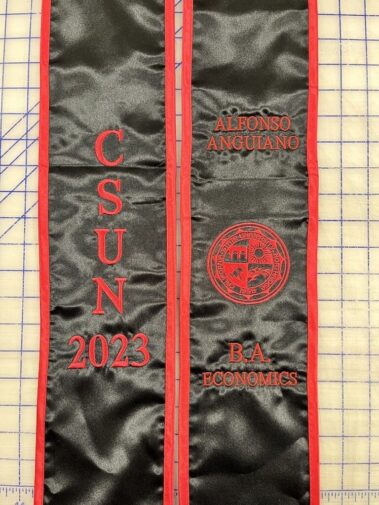 C
S
U
N
2023
ALFONSO
ANGUIANO
B.A.
ECONOMICS